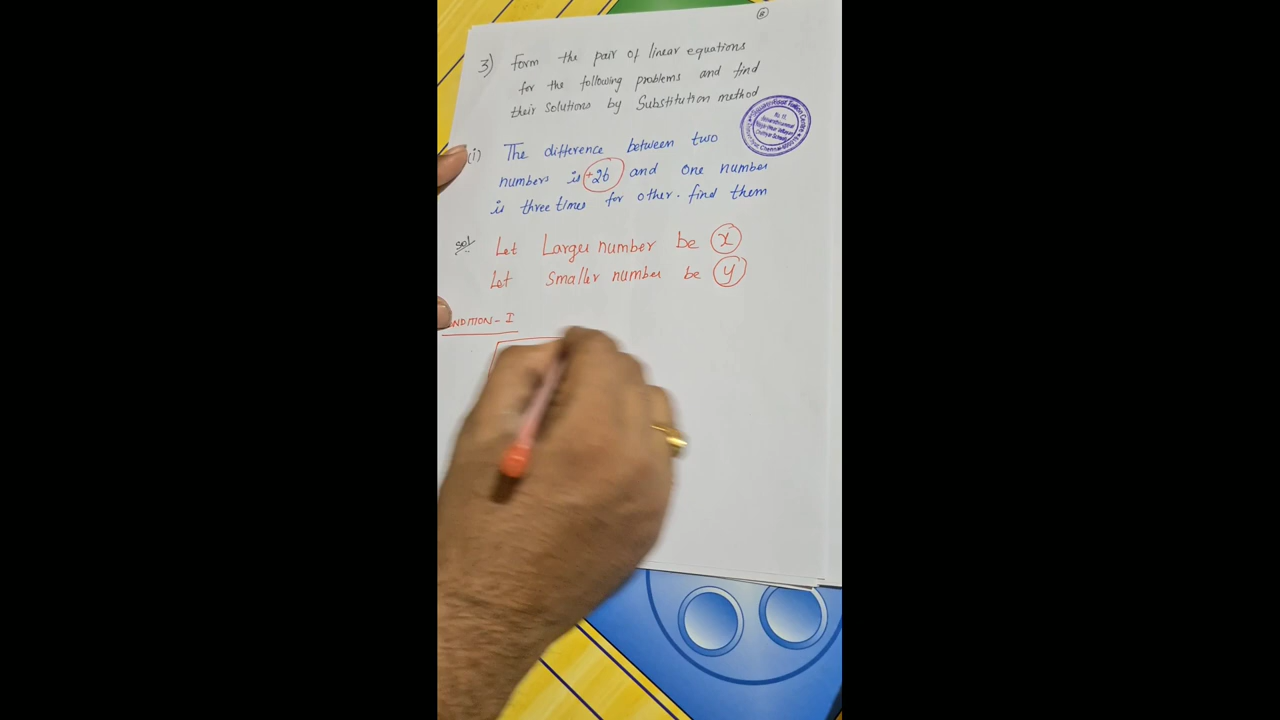 3) Form the pair of linear equations
for the following problems and find
their solutions by Substitution method
(i) The difference between two
numbers is +26 and one number
is three times for other. find them
Sol Let Larger number be x
Let Smaller number be y
NDITION - I